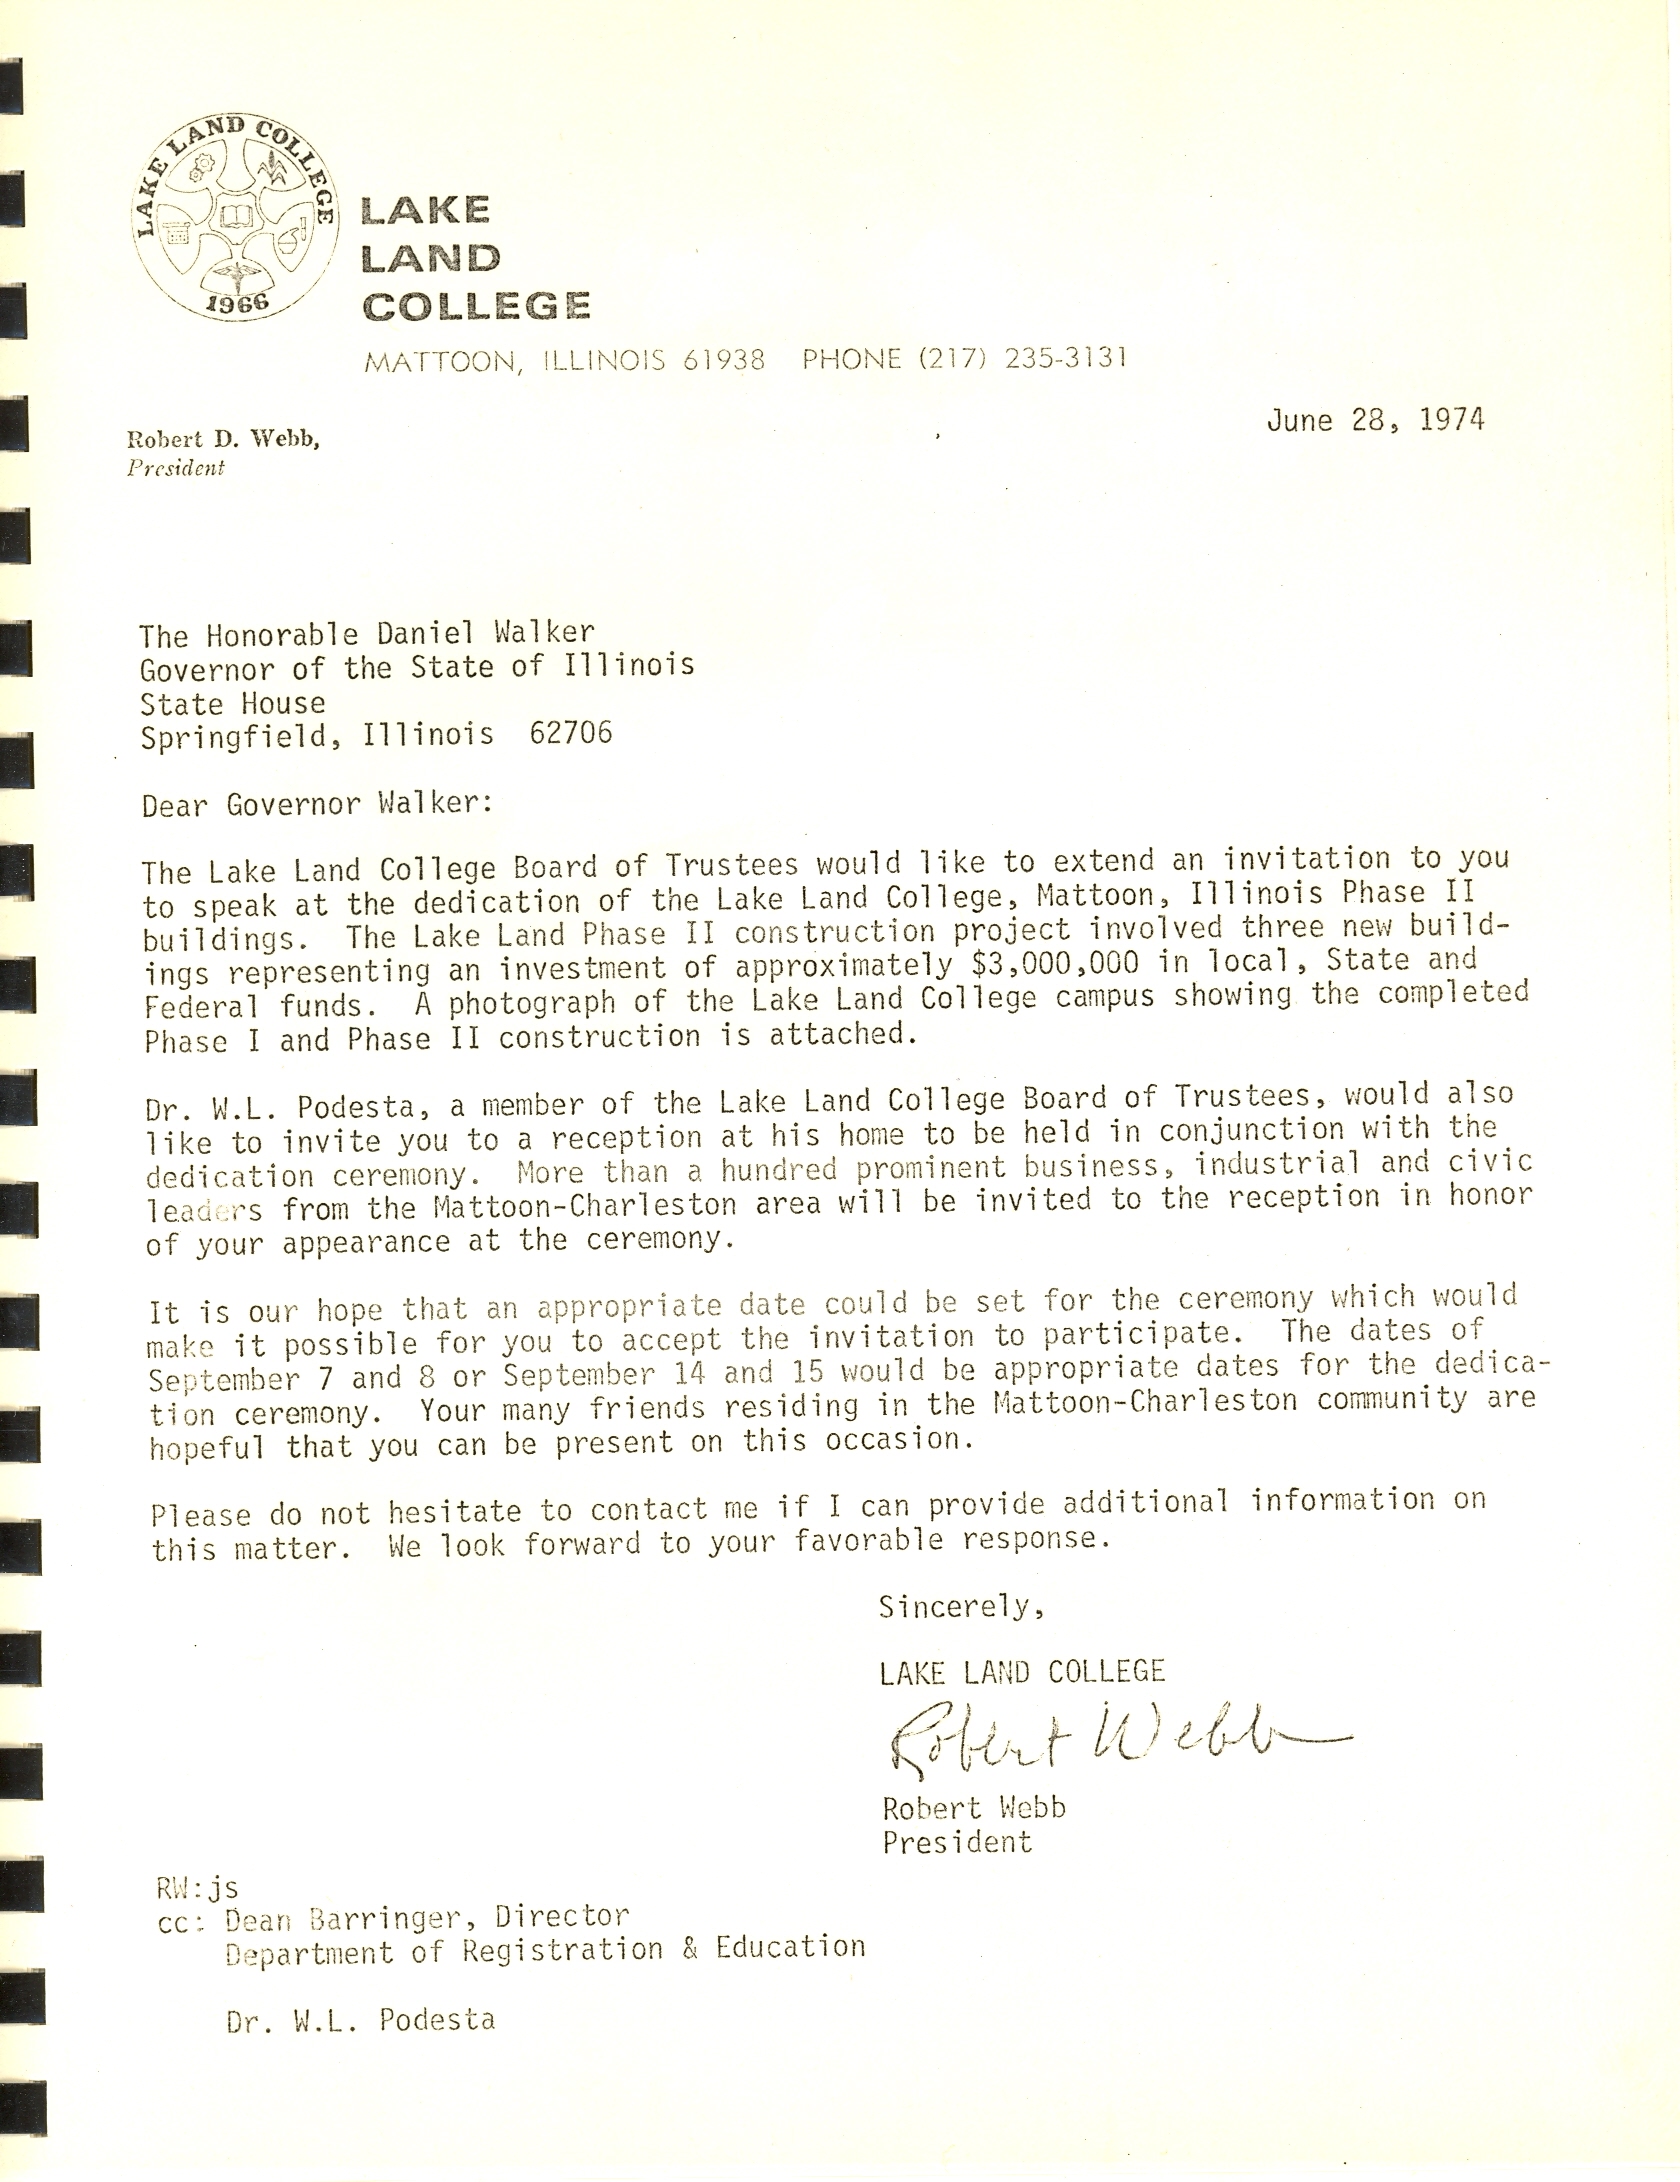 LAKE LAND COLLEGE
1966
LAKE
LAND
COLLEGE
MATTOON, ILLINOIS 61938 PHONE (217) 235-3131
June 28, 1974
Robert D. Webb,
President
The Honorable Daniel Walker
Governor of the State of Illinois
State House
Springfield, Illinois 62706
Dear Governor Walker:
The Lake Land College Board of Trustees would like to extend an invitation to you
to speak at the dedication of the Lake Land College, Mattoon, Illinois Phase II
buildings. The Lake Land Phase II construction project involved three new build-
ings representing an investment of approximately $3,000,000 in local, State and
Federal funds. A photograph of the Lake Land College campus showing the completed
Phase I and Phase II construction is attached.
Dr. W.L. Podesta, a member of the Lake Land College Board of Trustees, would also
like to invite you to a reception at his home to be held in conjunction with the
dedication ceremony. More than a hundred prominent business, industrial and civic
leaders from the Mattoon-Charleston area will be invited to the reception in honor
of your appearance at the ceremony.
It is our hope that an appropriate date could be set for the ceremony which would
make it possible for you to accept the invitation to participate. The dates of
September 7 and 8 or September 14 and 15 would be appropriate dates for the dedica-
tion ceremony. Your many friends residing in the Mattoon-Charleston community are
hopeful that you can be present on this occasion.
Please do not hesitate to contact me if I can provide additional information on
this matter. We look forward to your favorable response.
Sincerely,
LAKE LAND COLLEGE
Robert Webb
Robert Webb
President
RW:js
cc: Dean Barringer, Director
Department of Registration & Education
Dr. W.L. Podesta